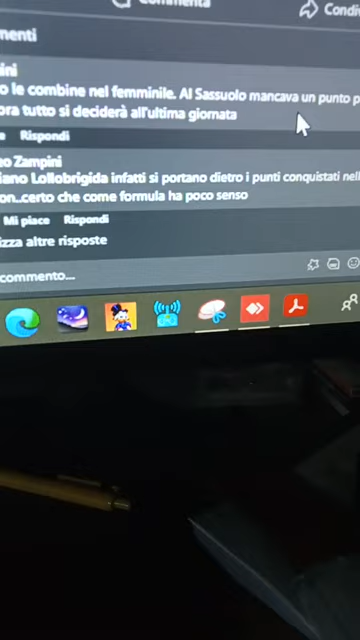 Commenta Condiv
menti
ini
o le combine nel femminile. Al Sassuolo mancava un punto p
ora tutto si deciderà all'ultima giornata
e Rispondi
eo Zampini
iano Lollobrigida infatti si portano dietro i punti conquistati nell
on..certo che come formula ha poco senso
Mi piace Rispondi
izza altre risposte
commento...